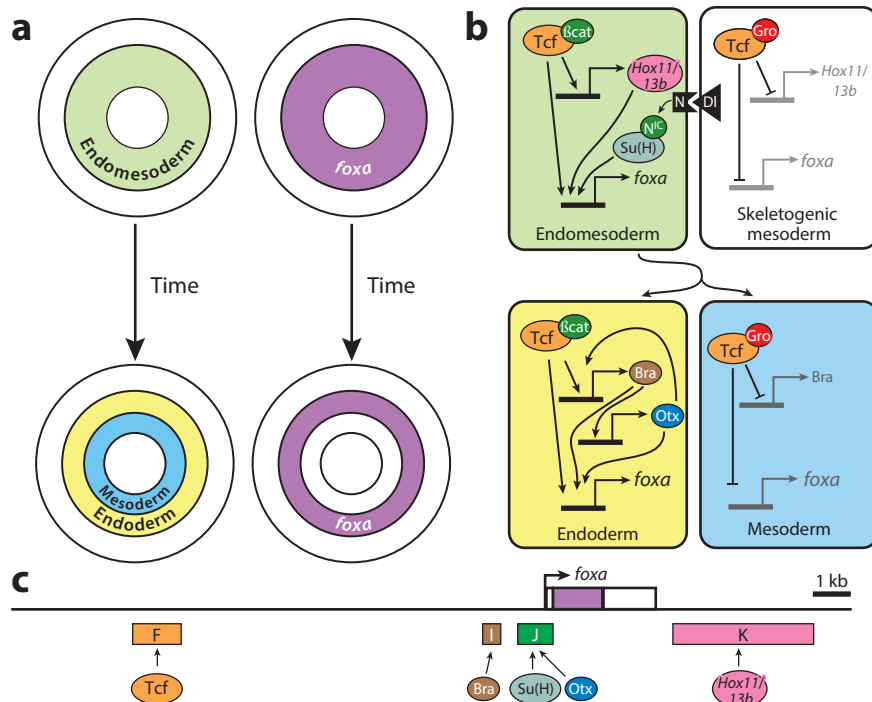 a
Endomesoderm
foxa
Time
Time
Mesoderm
Endoderm
foxa
b
Tcf
ßcat
Hox11/
13b
N
Dl
N^IC
Su(H)
foxa
Endomesoderm
Tcf
Gro
Hox11/
13b
foxa
Skeletogenic
mesoderm
Tcf
ßcat
Bra
Otx
foxa
Endoderm
Tcf
Gro
Bra
foxa
Mesoderm
c
foxa
1 kb
F
I
J
K
Tcf
Bra
Su(H)
Otx
Hox11/
13b